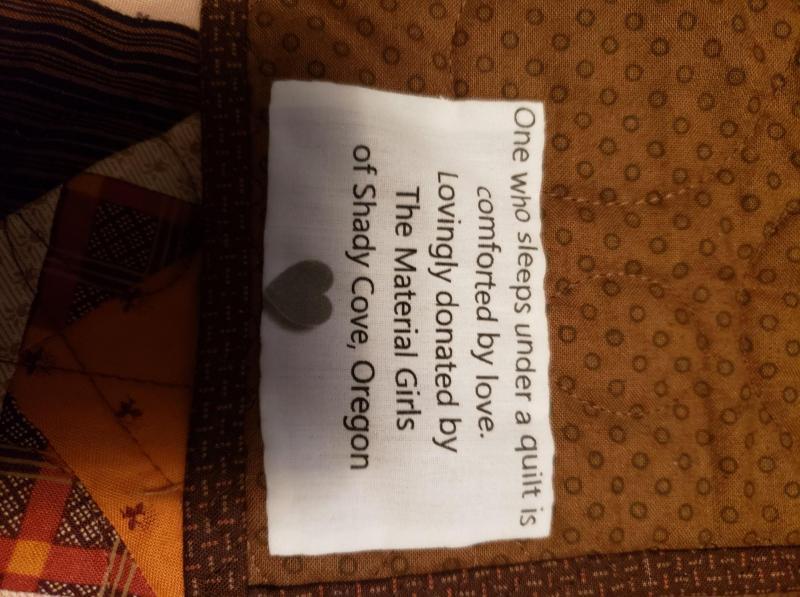 One who sleeps under a quilt is
comforted by love.
Lovingly donated by
The Material Girls
of Shady Cove, Oregon